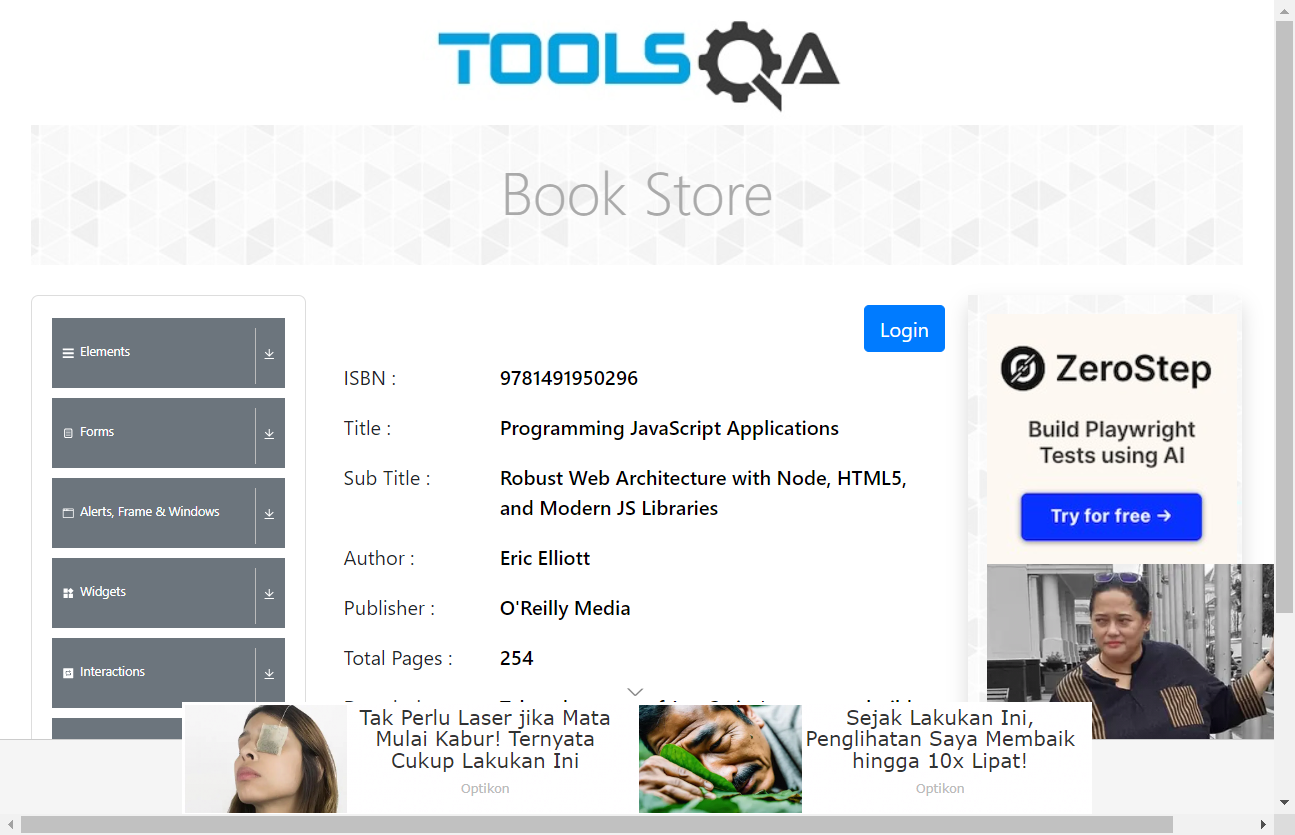 TOOLSQA
Book Store
Login
Elements
Forms
Alerts, Frame & Windows
Widgets
Interactions
ISBN : 9781491950296
Title : Programming JavaScript Applications
Sub Title : Robust Web Architecture with Node, HTML5,
and Modern JS Libraries
Author : Eric Elliott
Publisher : O'Reilly Media
Total Pages : 254
ZeroStep
Build Playwright
Tests using AI
Try for free →
Tak Perlu Laser jika Mata
Mulai Kabur! Ternyata
Cukup Lakukan Ini
Optikon
Sejak Lakukan Ini,
Penglihatan Saya Membaik
hingga 10x Lipat!
Optikon